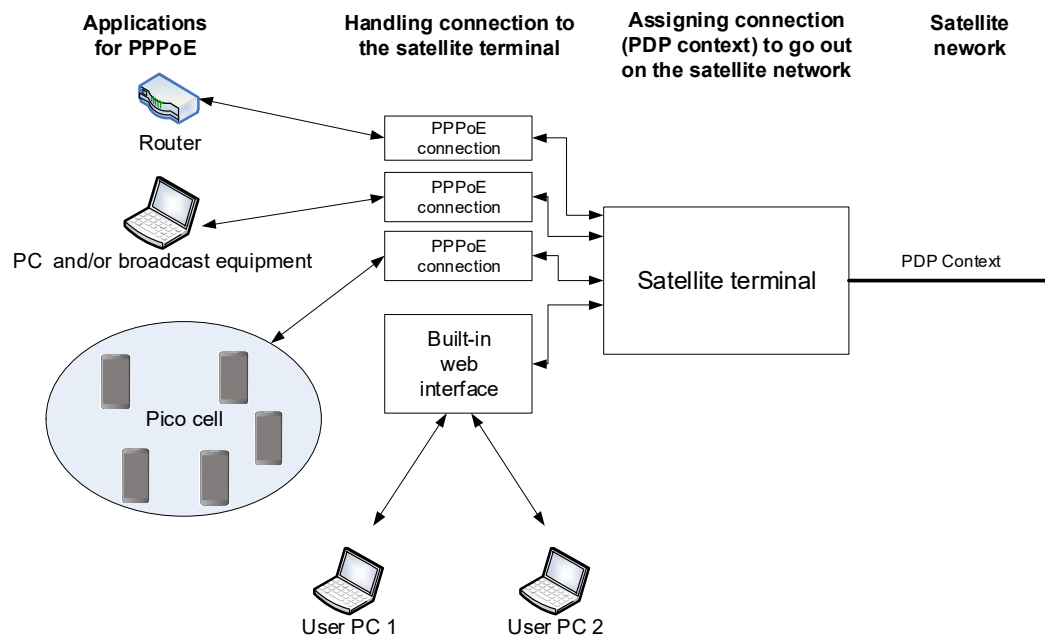 Applications
for PPPoE
Handling connection to
the satellite terminal
Assigning connection
(PDP context) to go out
on the satellite network
Satellite
nework
Router
PC  and/or broadcast equipment
Pico cell
PPPoE
connection
PPPoE
connection
PPPoE
connection
Built-in
web
interface
Satellite terminal
PDP Context
User PC 1
User PC 2